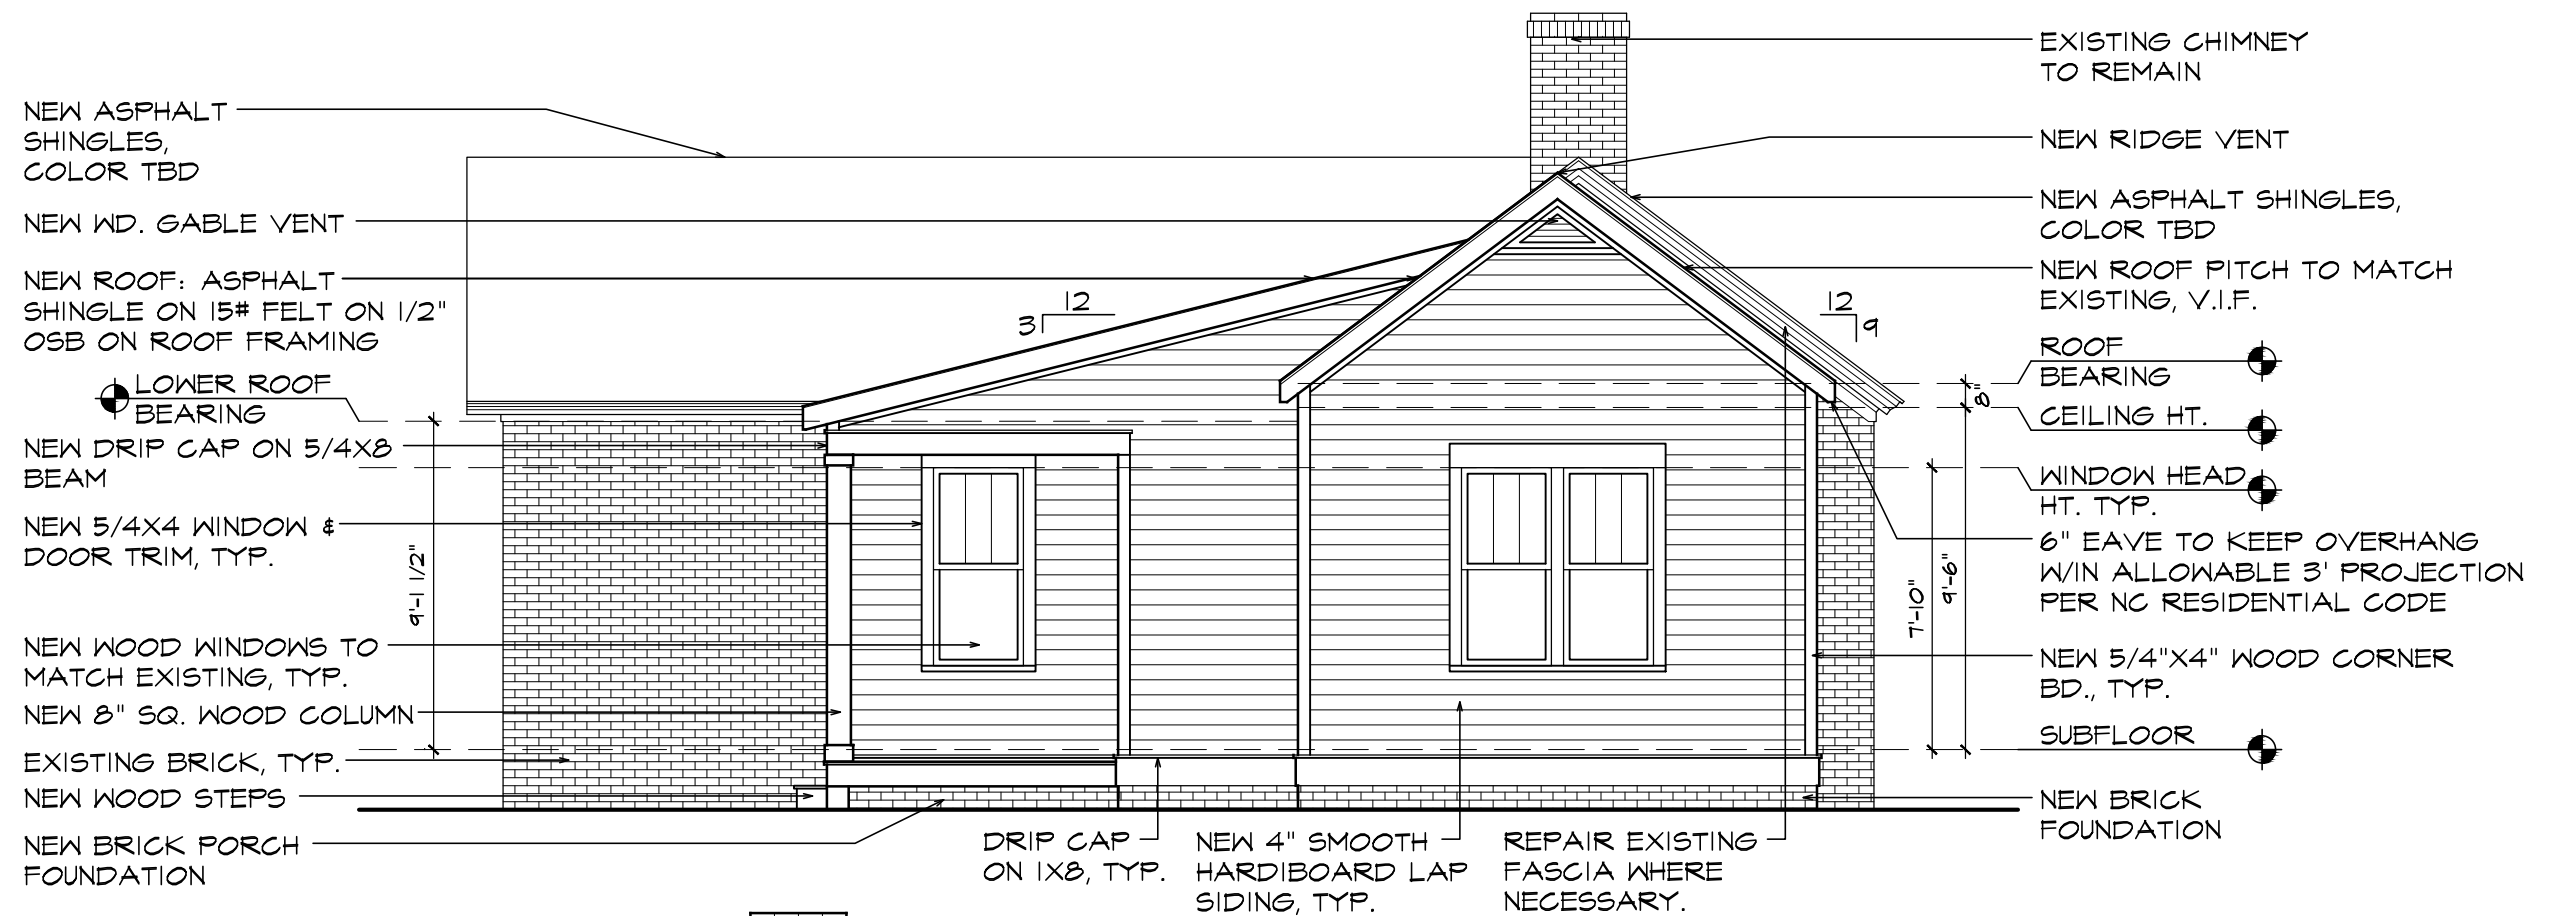 NEW ASPHALT
SHINGLES,
COLOR TBD
NEW WD. GABLE VENT
NEW ROOF: ASPHALT
SHINGLE ON 15# FELT ON 1/2"
OSB ON ROOF FRAMING
LOWER ROOF
BEARING
NEW DRIP CAP ON 5/4X8
BEAM
NEW 5/4X4 WINDOW &
DOOR TRIM, TYP.
9'-1 1/2"
NEW WOOD WINDOWS TO
MATCH EXISTING, TYP.
NEW 8" SQ. WOOD COLUMN
EXISTING BRICK, TYP.
NEW WOOD STEPS
NEW BRICK PORCH
FOUNDATION
12
3
12
9
DRIP CAP
ON 1X8, TYP.
NEW 4" SMOOTH
HARDIBOARD LAP
SIDING, TYP.
REPAIR EXISTING
FASCIA WHERE
NECESSARY.
EXISTING CHIMNEY
TO REMAIN
NEW RIDGE VENT
NEW ASPHALT SHINGLES,
COLOR TBD
NEW ROOF PITCH TO MATCH
EXISTING, V.I.F.
ROOF
BEARING
8"
CEILING HT.
WINDOW HEAD
HT. TYP.
6" EAVE TO KEEP OVERHANG
W/IN ALLOWABLE 3' PROJECTION
PER NC RESIDENTIAL CODE
7'-10"
9'-6"
NEW 5/4"X4" WOOD CORNER
BD., TYP.
SUBFLOOR
NEW BRICK
FOUNDATION